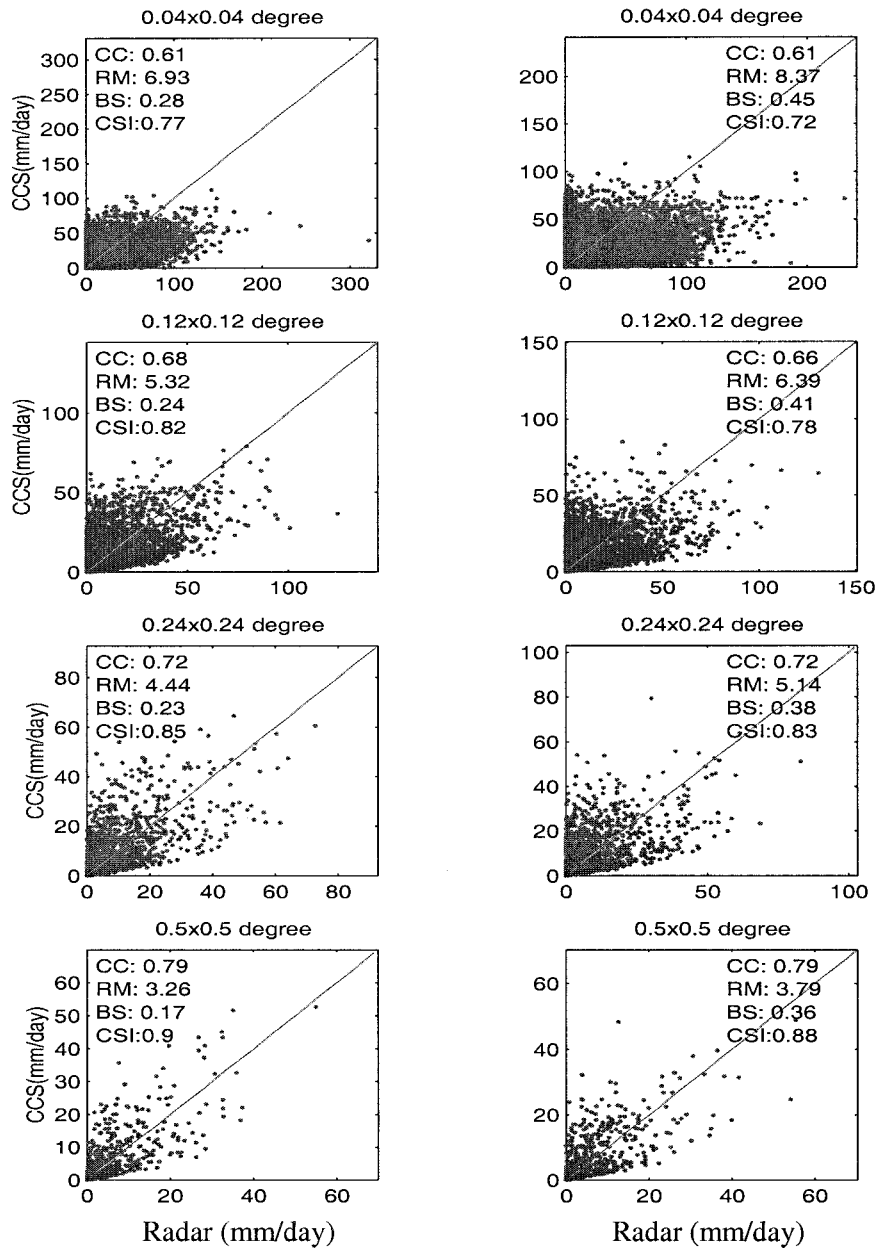 0.04x0.04 degree
CC: 0.61
RM: 6.93
BS: 0.28
CSI:0.77
CCS(mm/day)
300
250
200
150
100
50
0
0 100 200 300
0.04x0.04 degree
CC: 0.61
RM: 8.37
BS: 0.45
CSI:0.72
200
150
100
50
0
0 100 200
0.12x0.12 degree
CC: 0.68
RM: 5.32
BS: 0.24
CSI:0.82
CCS(mm/day)
100
50
0
0 50 100
0.12x0.12 degree
CC: 0.66
RM: 6.39
BS: 0.41
CSI:0.78
150
100
50
0
0 50 100 150
0.24x0.24 degree
CC: 0.72
RM: 4.44
BS: 0.23
CSI:0.85
CCS(mm/day)
80
60
40
20
0
0 20 40 60 80
0.24x0.24 degree
CC: 0.72
RM: 5.14
BS: 0.38
CSI:0.83
100
80
60
40
20
0
0 50 100
0.5x0.5 degree
CC: 0.79
RM: 3.26
BS: 0.17
CSI:0.9
CCS(mm/day)
60
50
40
30
20
10
0
0 20 40 60
Radar (mm/day)
0.5x0.5 degree
CC: 0.79
RM: 3.79
BS: 0.36
CSI:0.88
60
40
20
0
0 20 40 60
Radar (mm/day)